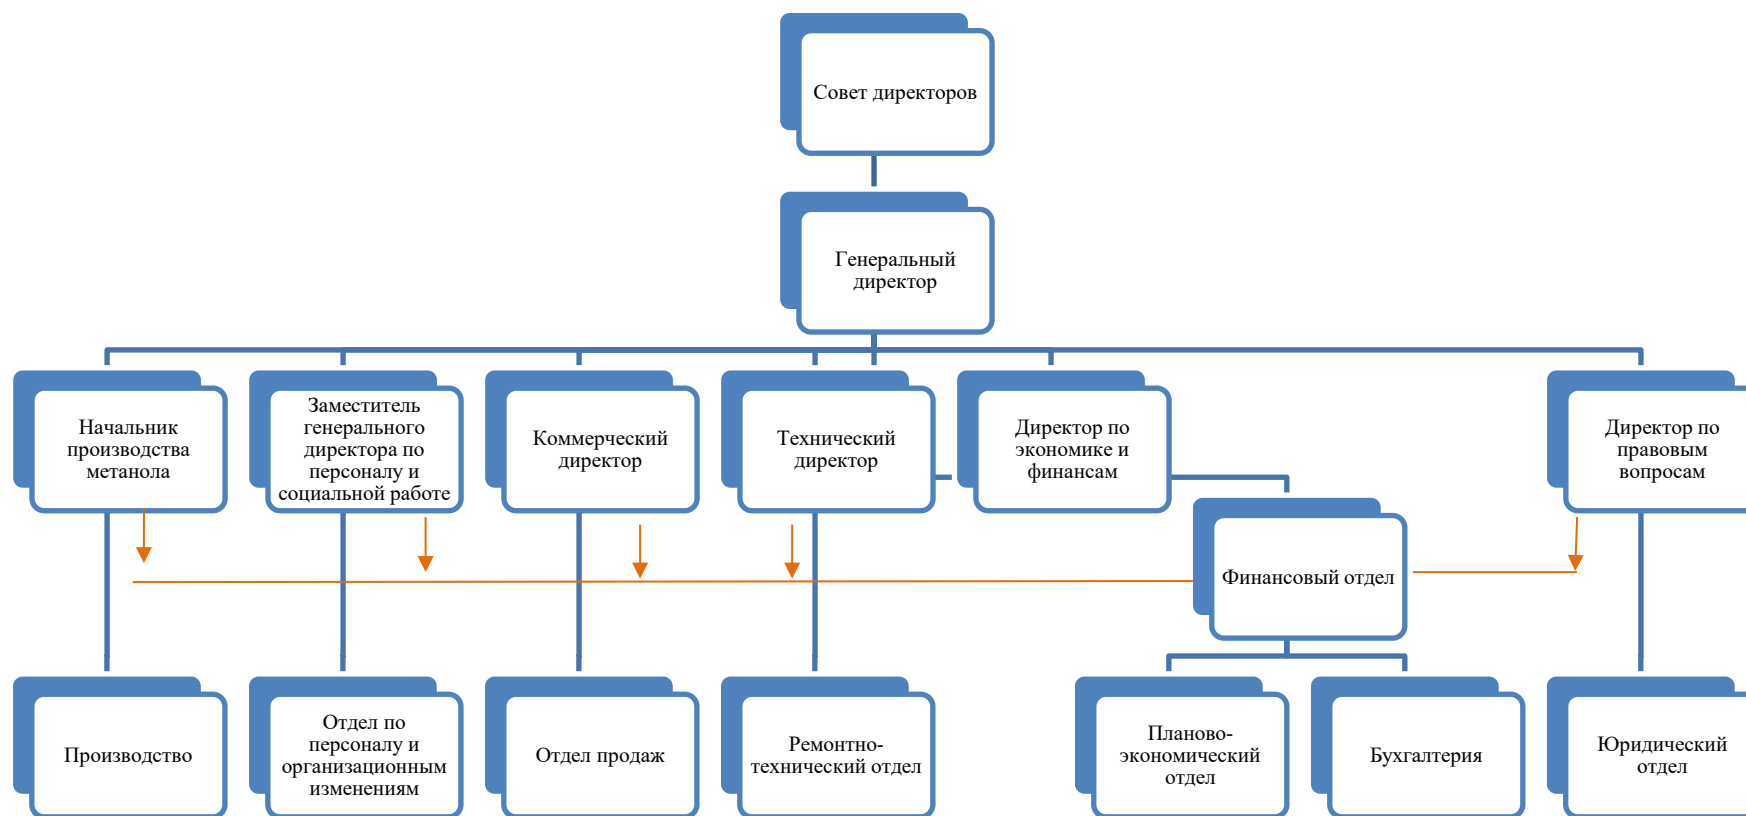 Совет директоров
Генеральный
директор
Начальник
производства
метанола
Заместитель
генерального
директора по
персоналу и
социальной работе
Коммерческий
директор
Технический
директор
Директор по
экономике и
финансам
Директор по
правовым
вопросам
Финансовый отдел
Производство
Отдел по
персоналу и
организационным
изменениям
Отдел продаж
Ремонтно-
технический отдел
Планово-
экономический
отдел
Бухгалтерия
Юридический
отдел